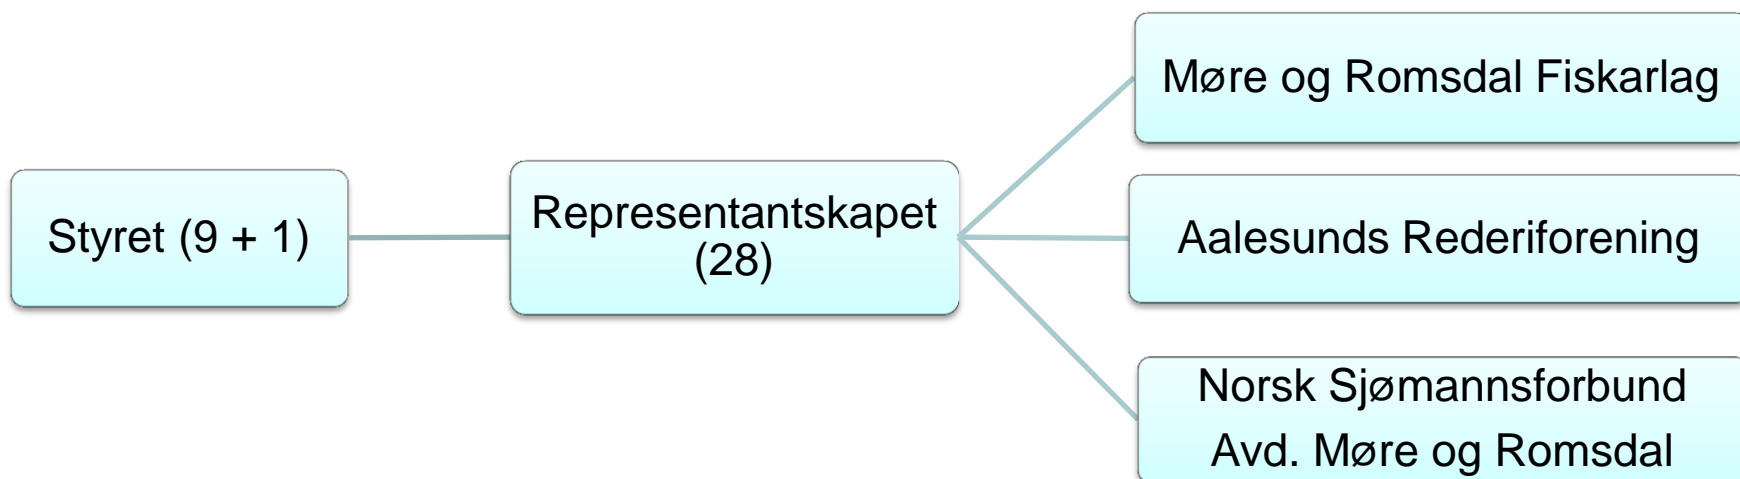 Styret (9 + 1)
Representantskapet
(28)
Møre og Romsdal Fiskarlag
Aalesunds Rederiforening
Norsk Sjømannsforbund
Avd. Møre og Romsdal